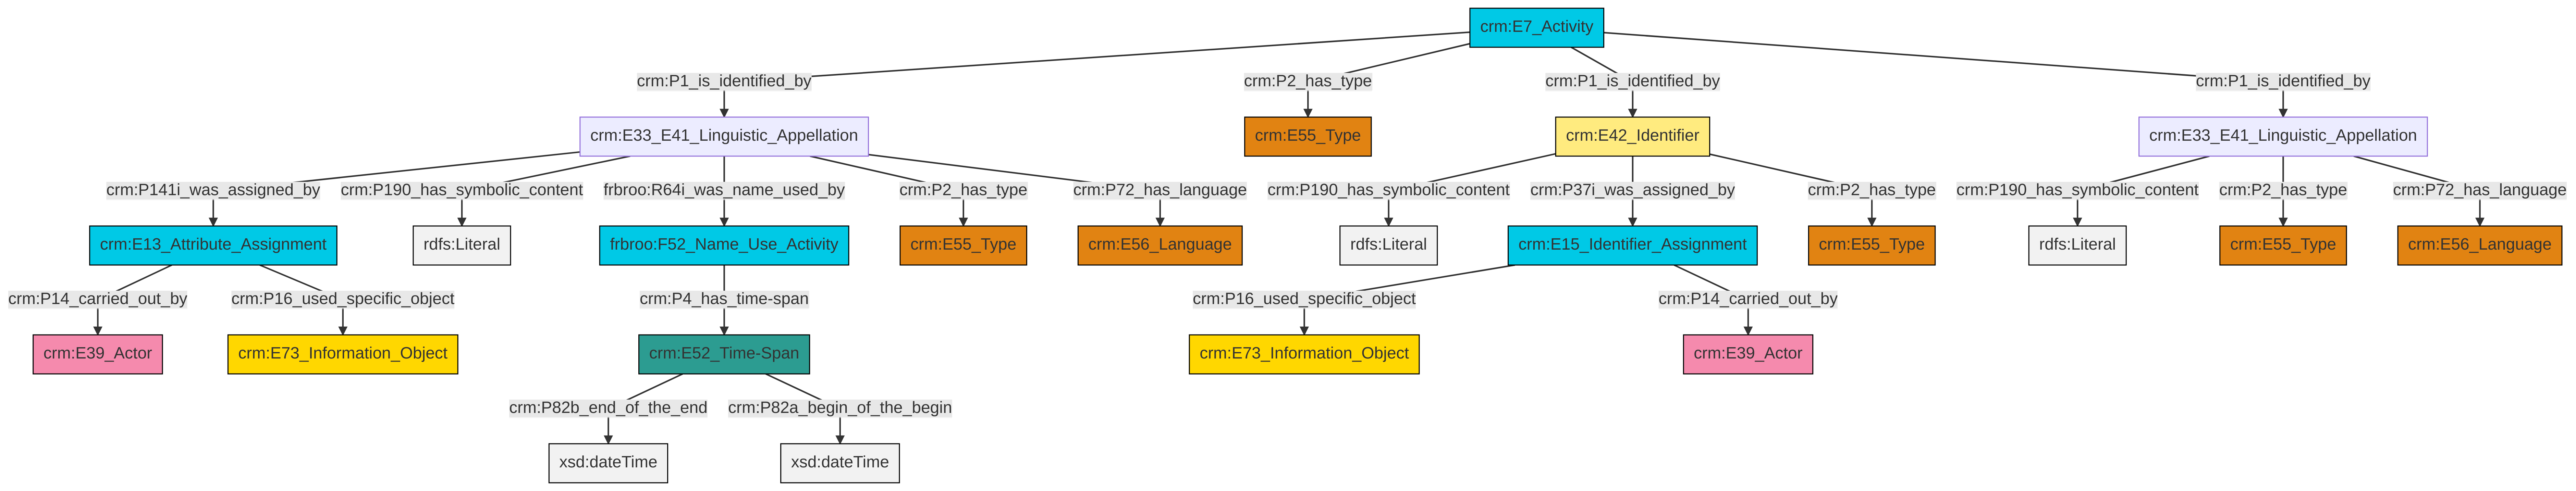 crm:E7_Activity
crm:P1_is_identified_by
crm:P2_has_type
crm:P1_is_identified_by
crm:P1_is_identified_by
crm:E33_E41_Linguistic_Appellation
crm:E55_Type
crm:E42_Identifier
crm:E33_E41_Linguistic_Appellation
crm:P141i_was_assigned_by
crm:P190_has_symbolic_content
frbroo:R64i_was_name_used_by
crm:P2_has_type
crm:P72_has_language
crm:P190_has_symbolic_content
crm:P37i_was_assigned_by
crm:P2_has_type
crm:P190_has_symbolic_content
crm:P2_has_type
crm:P72_has_language
crm:E13_Attribute_Assignment
rdfs:Literal
frbroo:F52_Name_Use_Activity
crm:E55_Type
crm:E56_Language
rdfs:Literal
crm:E15_Identifier_Assignment
crm:E55_Type
rdfs:Literal
crm:E55_Type
crm:E56_Language
crm:P14_carried_out_by
crm:P16_used_specific_object
crm:P4_has_time-span
crm:P16_used_specific_object
crm:P14_carried_out_by
crm:E39_Actor
crm:E73_Information_Object
crm:E52_Time-Span
crm:E73_Information_Object
crm:E39_Actor
crm:P82b_end_of_the_end
crm:P82a_begin_of_the_begin
xsd:dateTime
xsd:dateTime